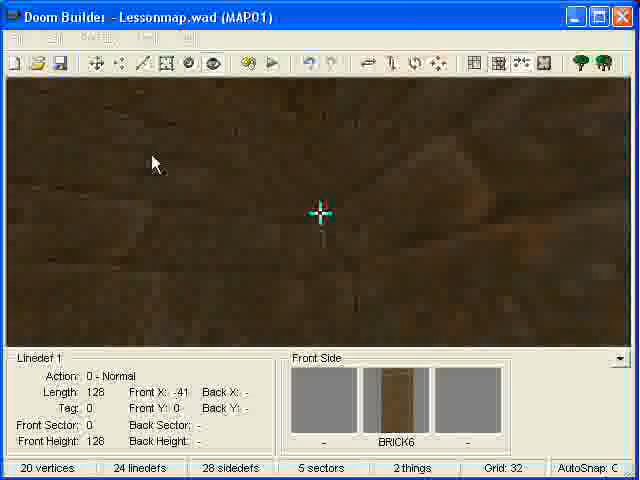 Doom Builder - Lessonmap.wad (MAP01)
Linedef 1
Action: 0 - Normal
Length: 128 Front X: -41 Back X: -
Tag: 0 Front Y: 0 Back Y: -
Front Sector: 0 Back Sector: -
Front Height: 128 Back Height: -
Front Side
- BRICK6 -
20 vertices 24 linedefs 28 sidedefs 5 sectors 2 things Grid: 32 AutoSnap: C